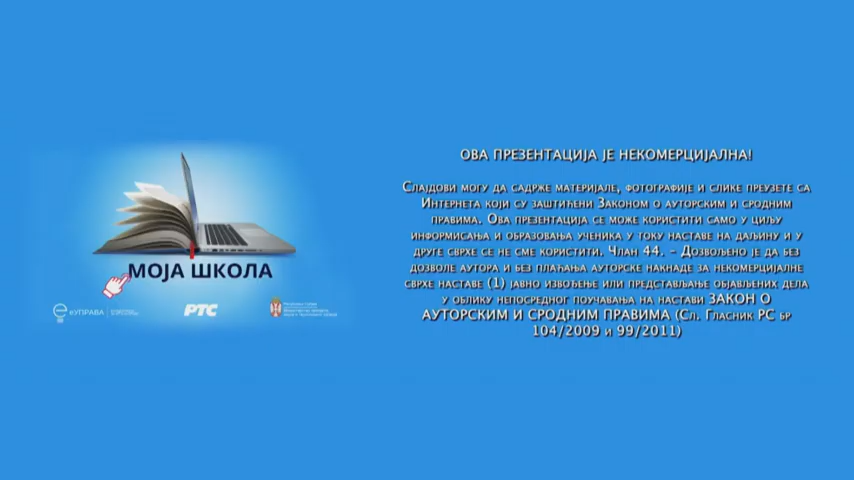 МОЈА ШКОЛА
еУПРАВА
РТС
ОВА ПРЕЗЕНТАЦИЈА ЈЕ НЕКОМЕРЦИЈАЛНА!
Слајдови могу да садрже материјале, фотографије и слике преузете са
Интернета који су заштићени Законом о ауторским и сродним
правима. Ова презентација се може користити само у циљу
информисања и образовања ученика у току наставе на даљину и у
друге сврхе се не сме користити. Члан 44. – Дозвољено је да без
дозволе аутора и без плаћања ауторске накнаде за некомерцијалне
сврхе наставе (1) јавно извођење или представљање објављених дела
у облику непосредног поучавања на настави ЗАКОН О
АУТОРСКИМ И СРОДНИМ ПРАВИМА (Сл. Гласник РС бр
104/2009 и 99/2011)